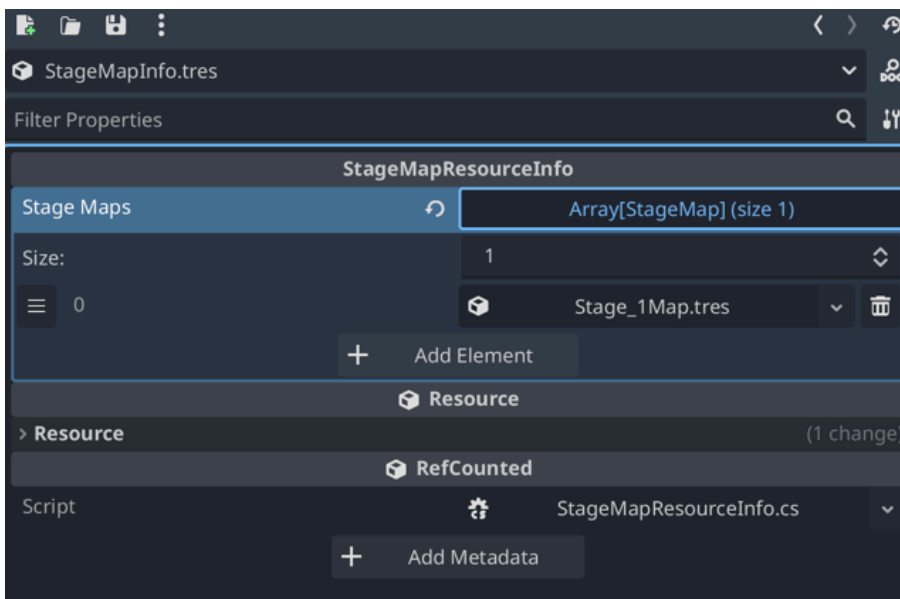 StageMapInfo.tres
DOC
Filter Properties
StageMapResourceInfo
Stage Maps Array[StageMap] (size 1)
Size: 1
0 Stage_1Map.tres
Add Element
Resource
Resource (1 change)
RefCounted
Script StageMapResourceInfo.cs
Add Metadata